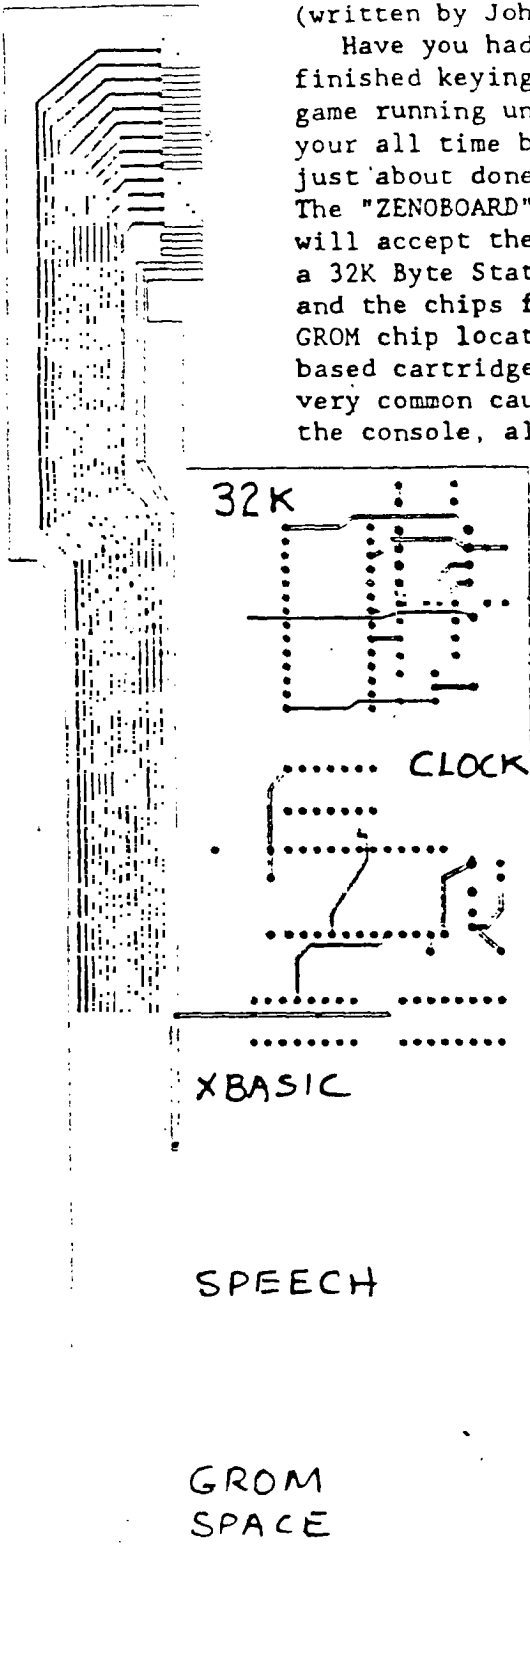 (written by Joh
Have you had
finished keying
game running un
your all time b
just about done
The "ZENOBOARD"
will accept the
a 32K Byte Stat
and the chips f
GROM chip locat
based cartridge
very common cau
the console, al
32K
CLOCK
XBASIC
SPEECH
GROM
SPACE